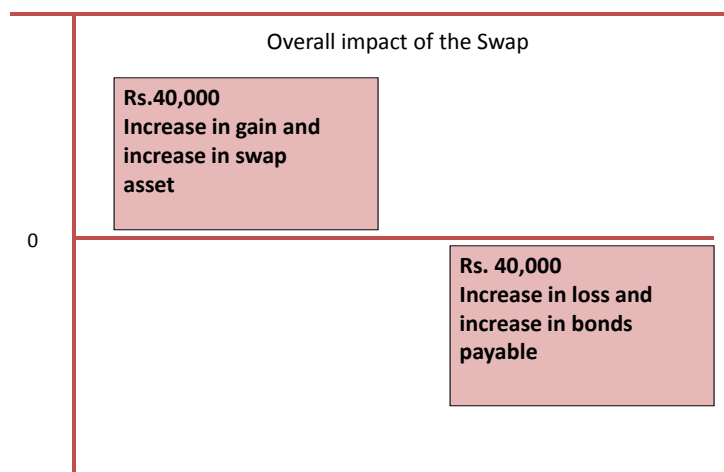 Overall impact of the Swap
Rs.40,000
Increase in gain and
increase in swap
asset
0
Rs. 40,000
Increase in loss and
increase in bonds
payable